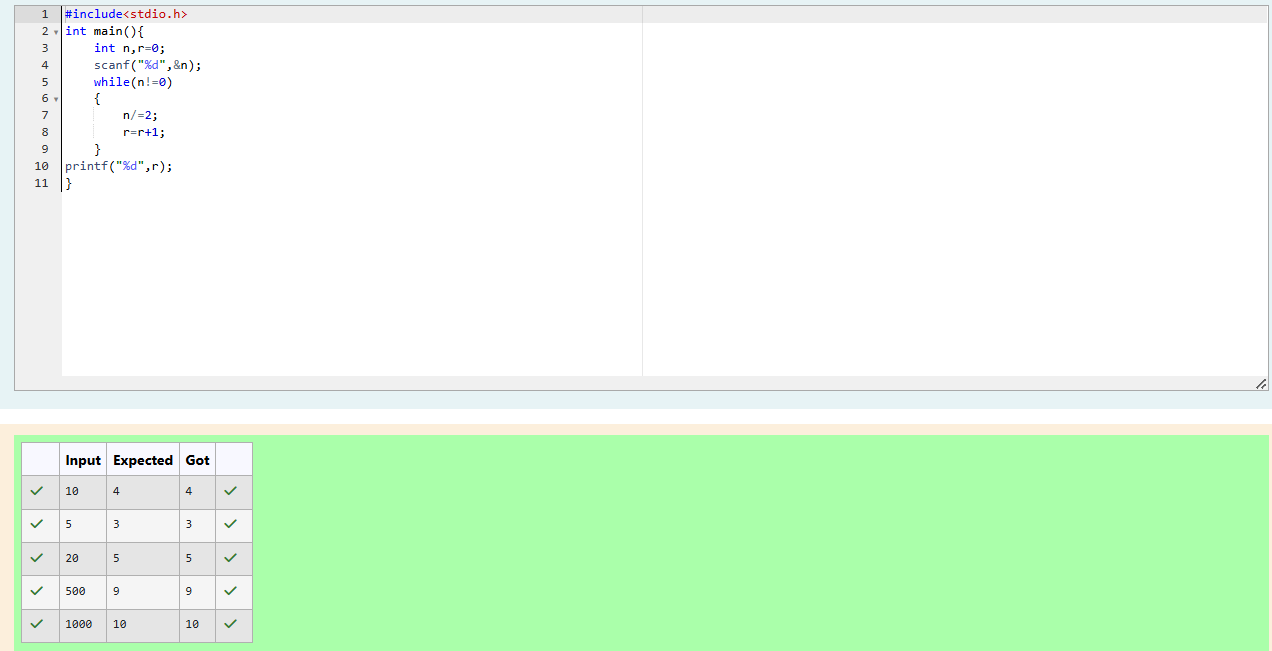 1 #include<stdio.h>
2 int main(){
3     int n,r=0;
4     scanf("%d",&n);
5     while(n!=0)
6     {
7         n/=2;
8         r=r+1;
9     }
10 printf("%d",r);
11 }
Input Expected Got
10 4 4
5 3 3
20 5 5
500 9 9
1000 10 10